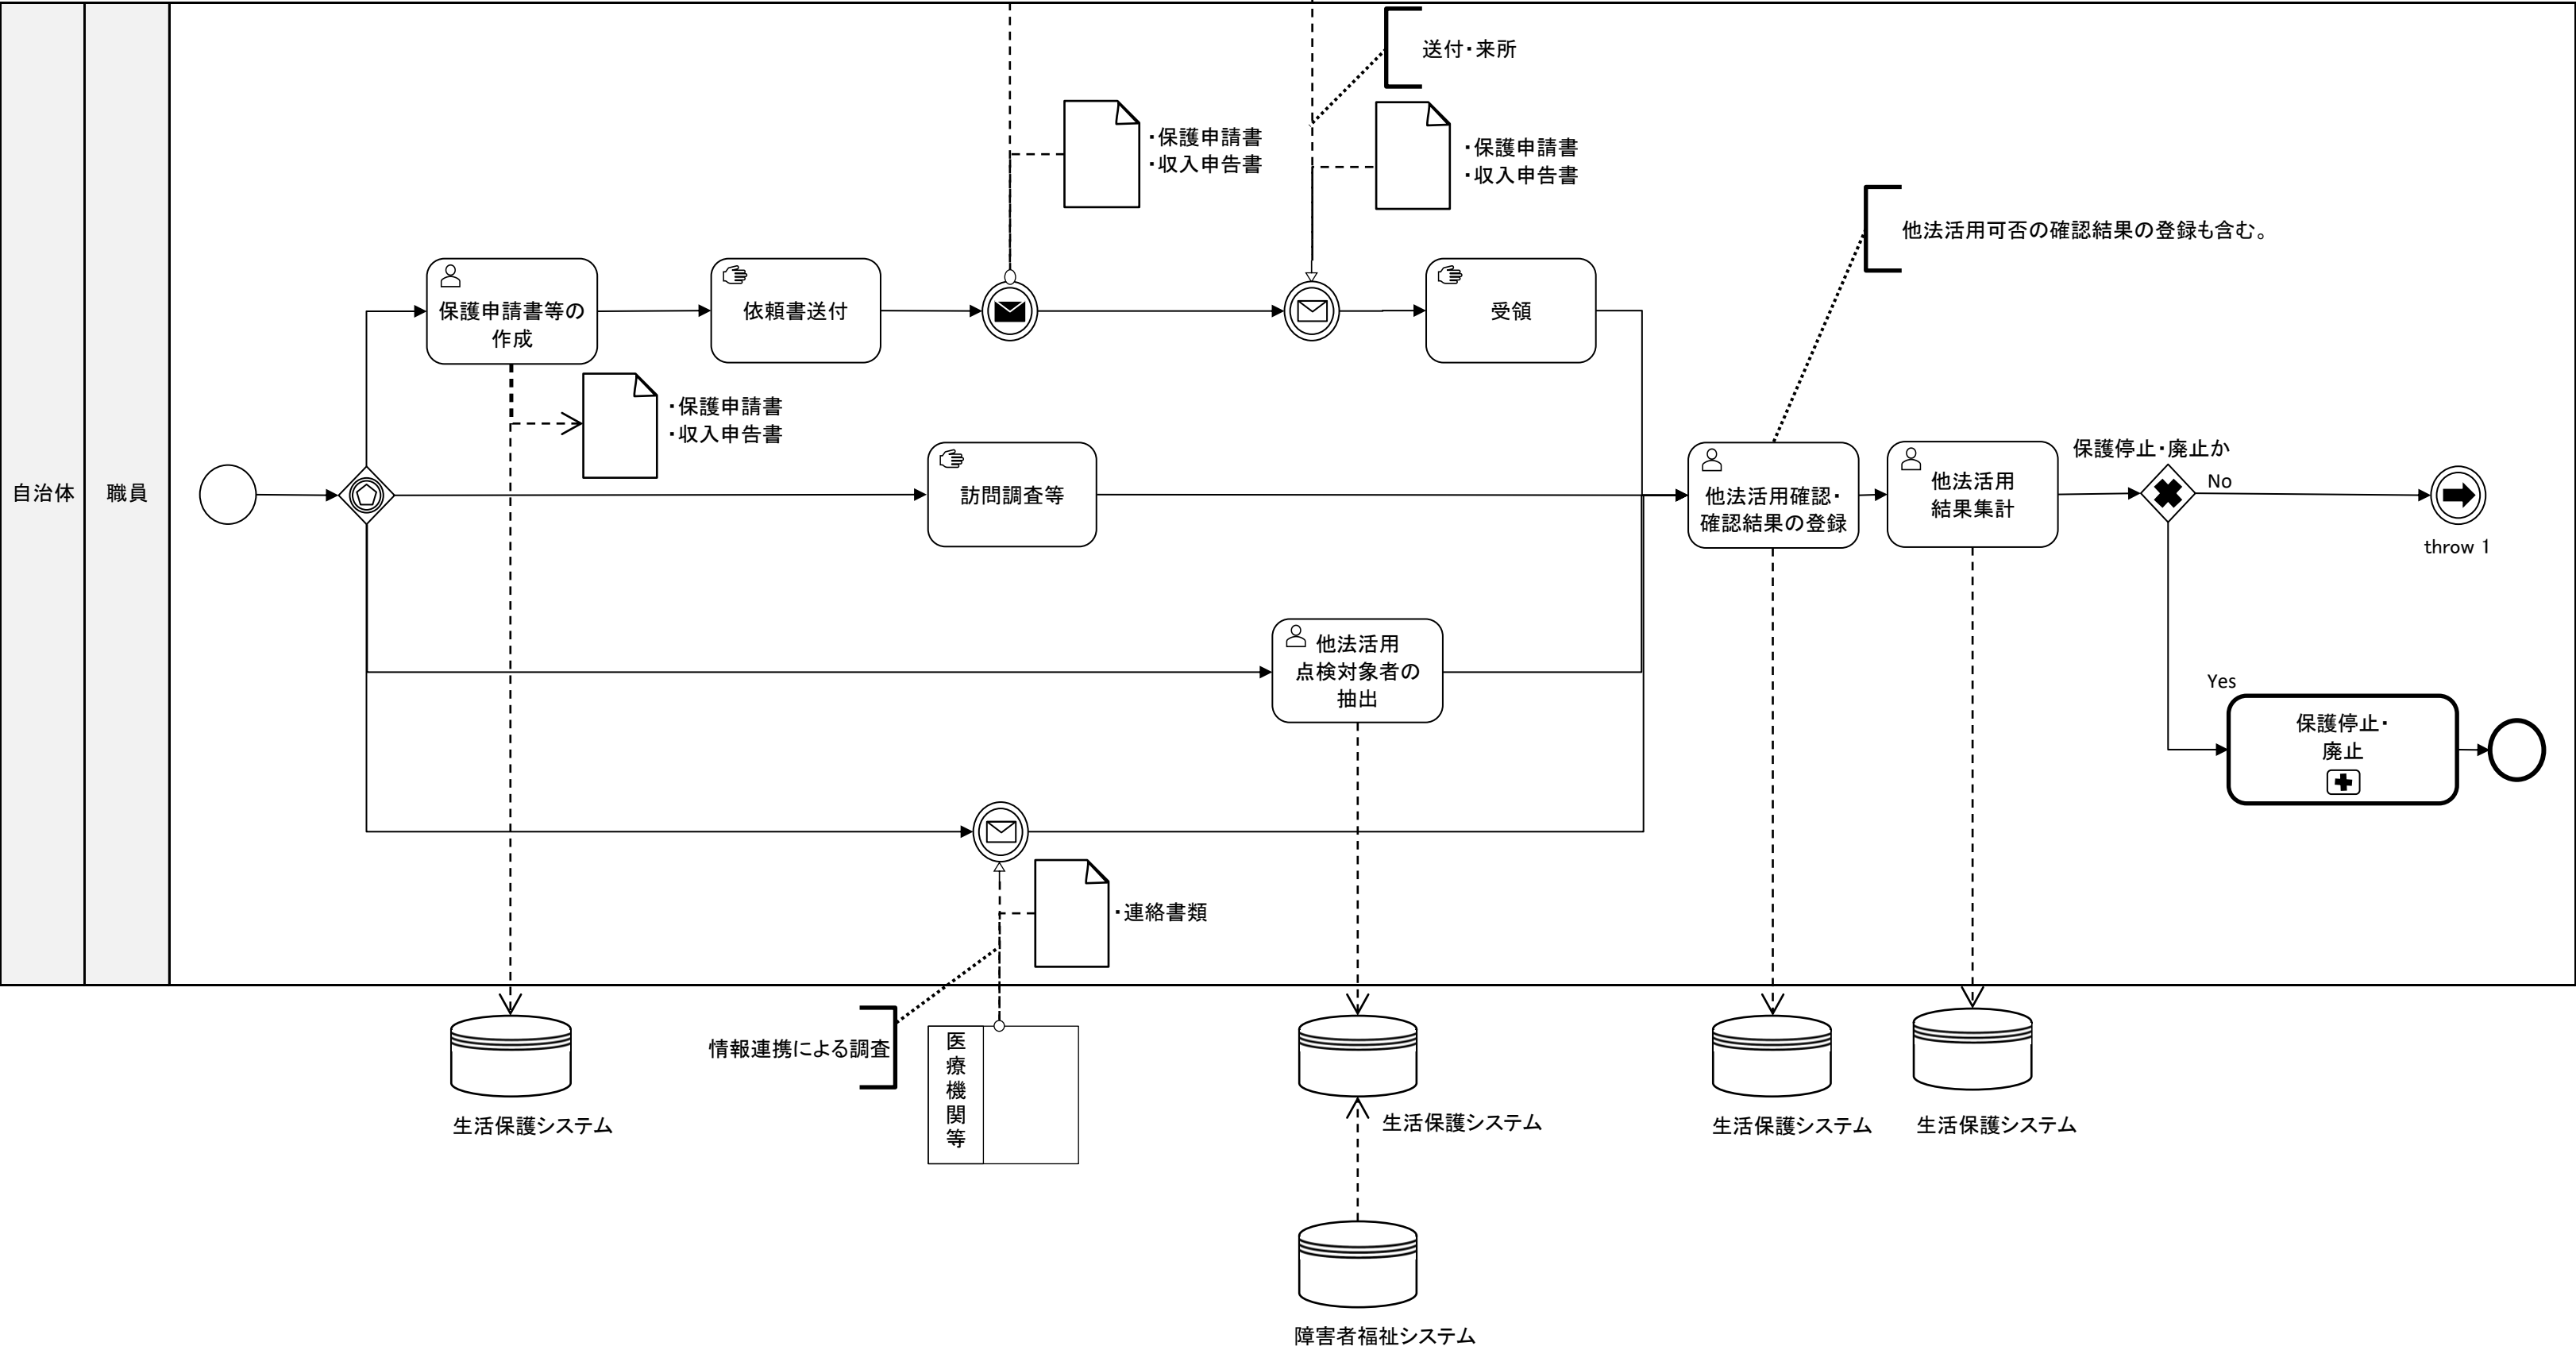 送付・来所
・保護申請書
・収入申告書
・保護申請書
・収入申告書
他法活用可否の確認結果の登録も含む。
保護申請書等の
作成
依頼書送付
受領
・保護申請書
・収入申告書
自治体
職員
訪問調査等
他法活用確認・
確認結果の登録
他法活用
結果集計
保護停止・廃止か
No
throw 1
他法活用
点検対象者の
抽出
Yes
保護停止・
廃止
・連絡書類
情報連携による調査
医
療
機
関
等
生活保護システム
生活保護システム
生活保護システム
生活保護システム
障害者福祉システム